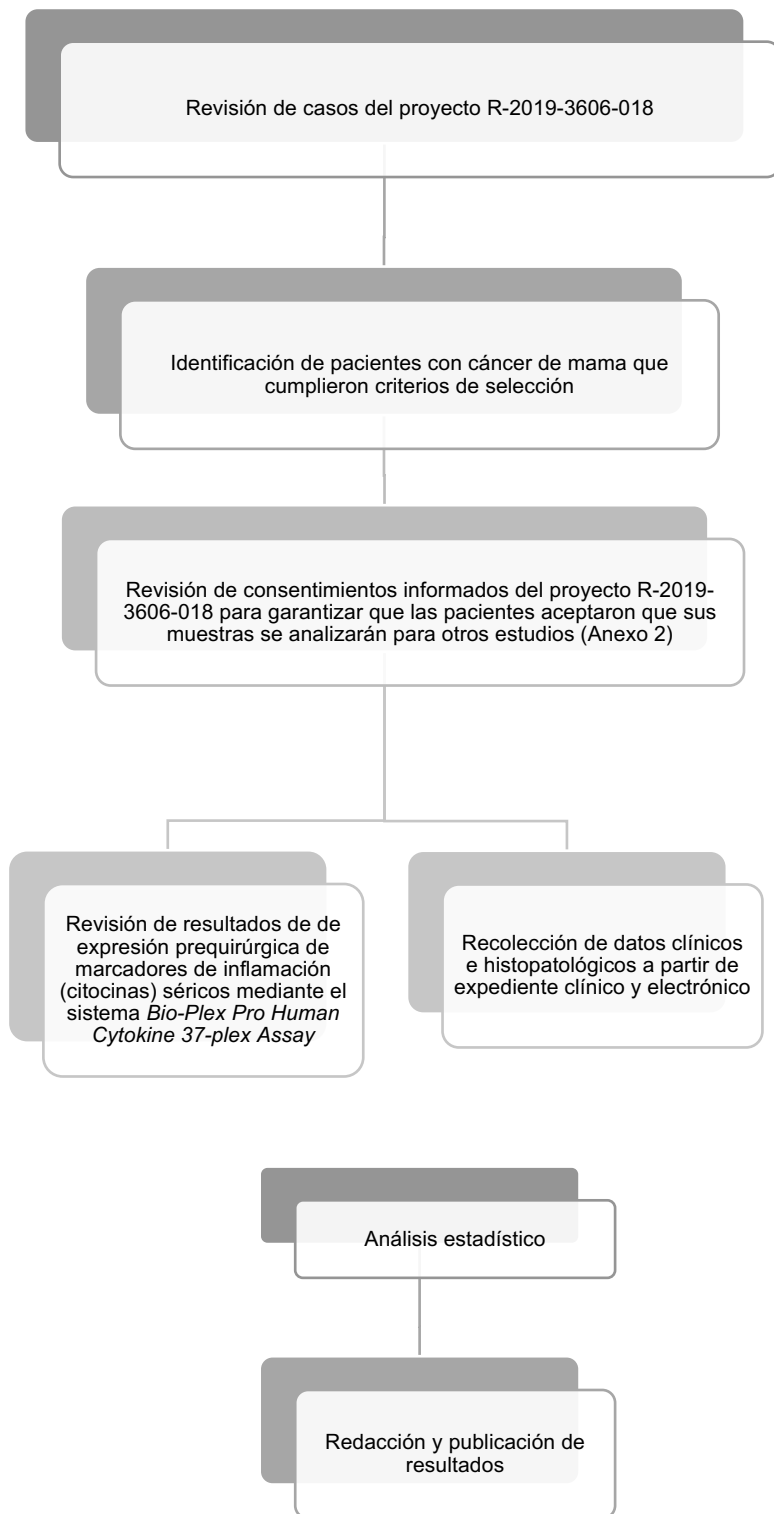 Revisión de casos del proyecto R-2019-3606-018
Identificación de pacientes con cáncer de mama que
cumplieron criterios de selección
Revisión de consentimientos informados del proyecto R-2019-
3606-018 para garantizar que las pacientes aceptaron que sus
muestras se analizarán para otros estudios (Anexo 2)
Revisión de resultados de de
expresión prequirúrgica de
marcadores de inflamación
(citocinas) séricos mediante el
sistema Bio-Plex Pro Human
Cytokine 37-plex Assay
Recolección de datos clínicos
e histopatológicos a partir de
expediente clínico y electrónico
Análisis estadístico
Redacción y publicación de
resultados